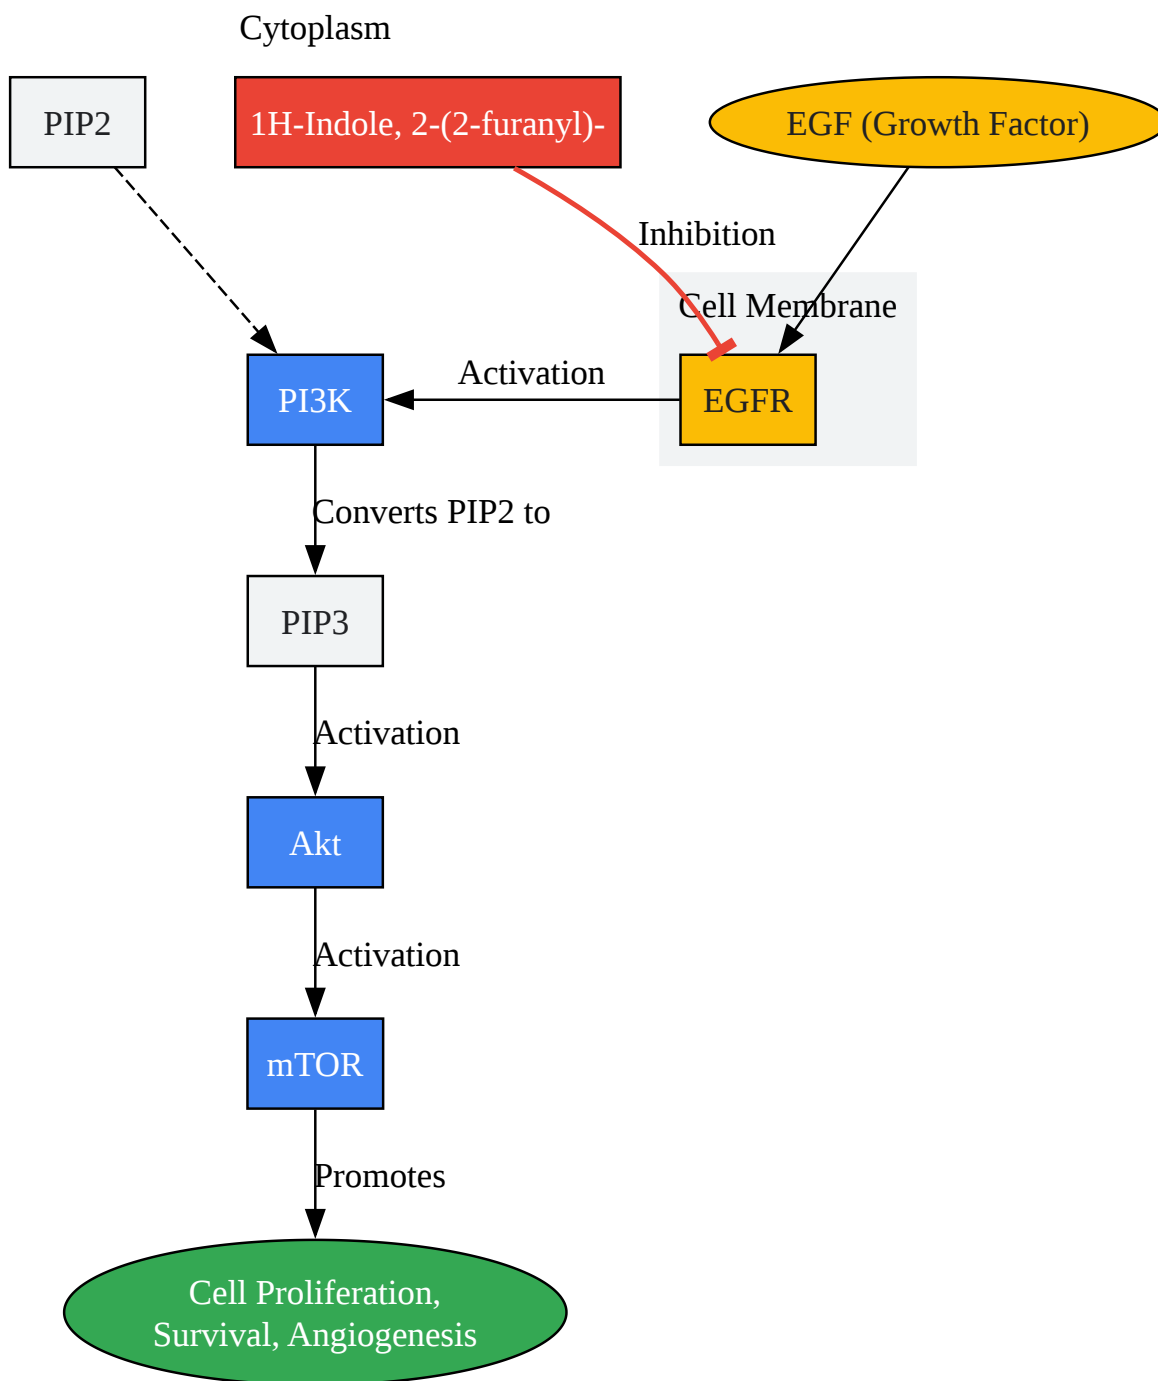 Cytoplasm
PIP2
1H-Indole, 2-(2-furanyl)-
EGF (Growth Factor)
Inhibition
Cell Membrane
Activation
PI3K
EGFR
Converts PIP2 to
PIP3
Activation
Akt
Activation
mTOR
Promotes
Cell Proliferation,
Survival, Angiogenesis